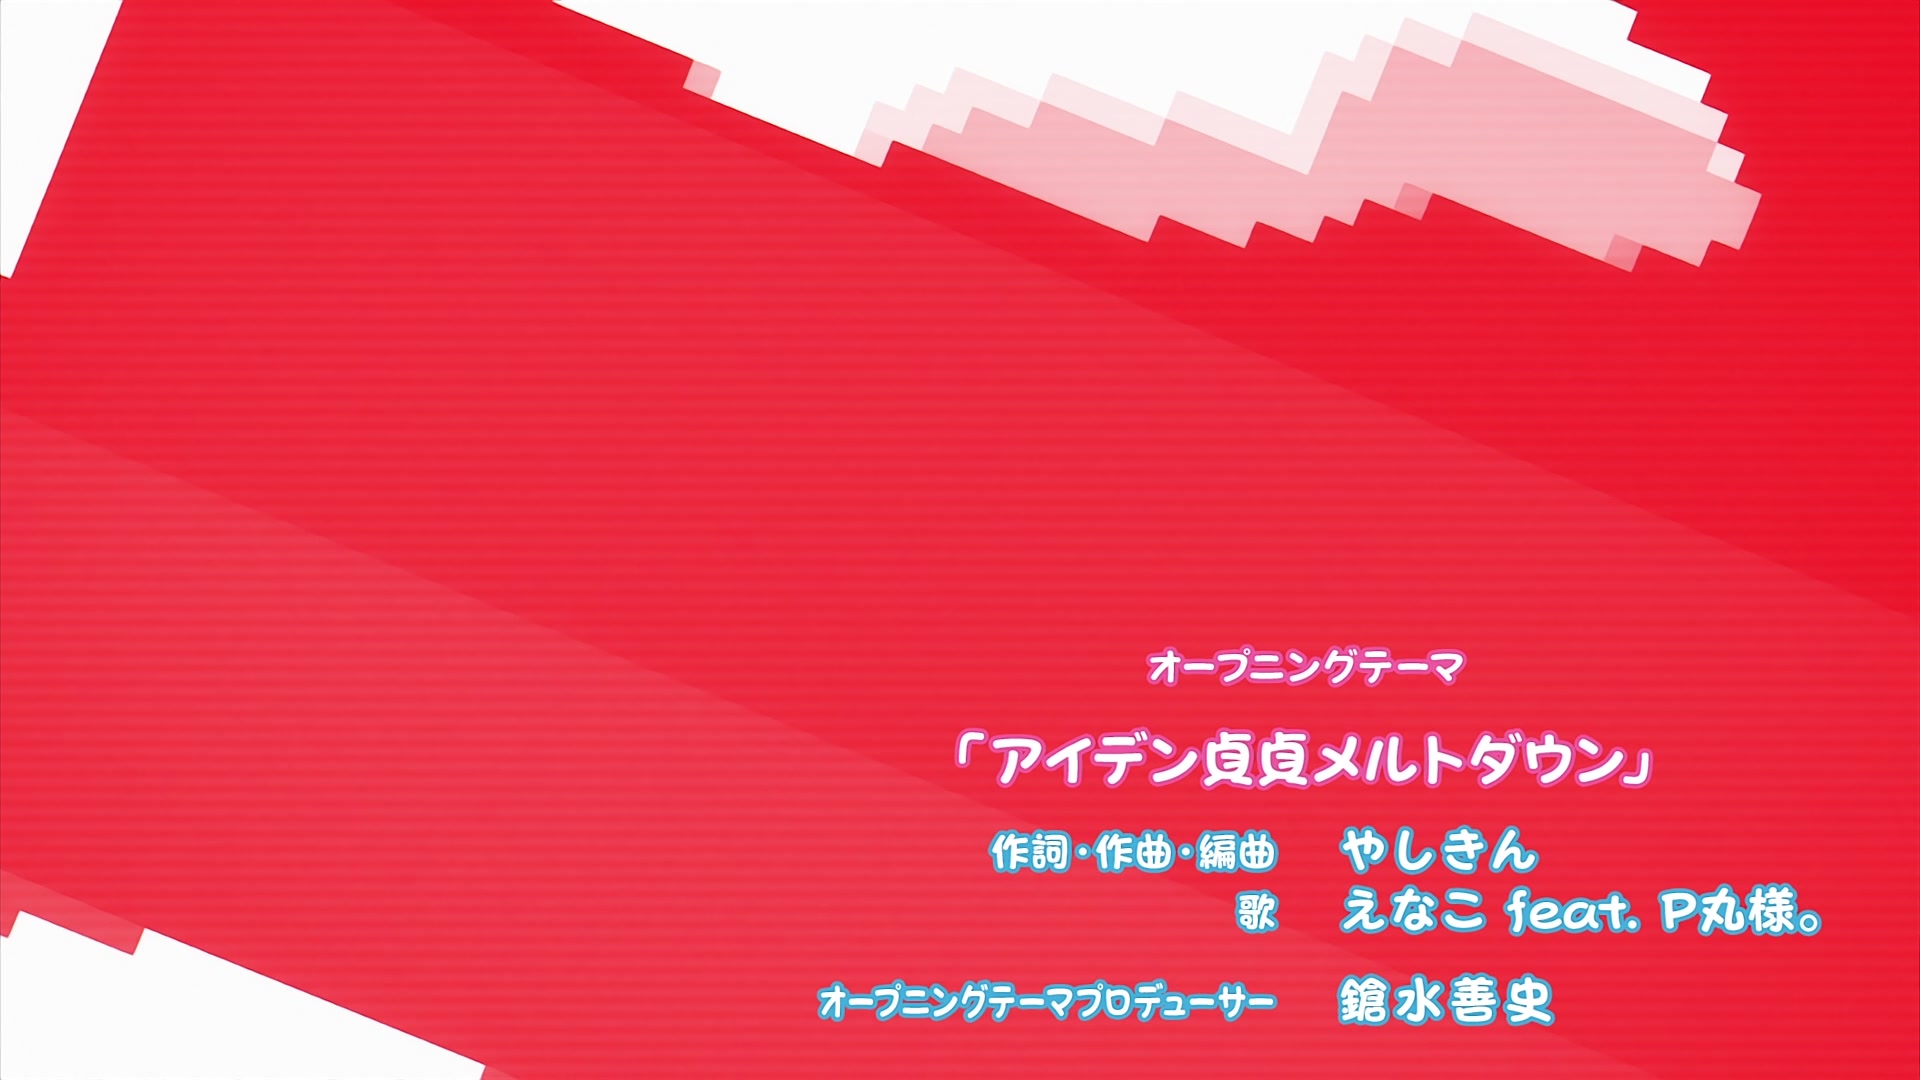 オープニングテーマ
「アイデン貞貞メルトダウン」
作詞・作曲・編曲 やしきん
歌 えなこ feat. P丸様。
オープニングテーマプロデューサー 鎗水善史